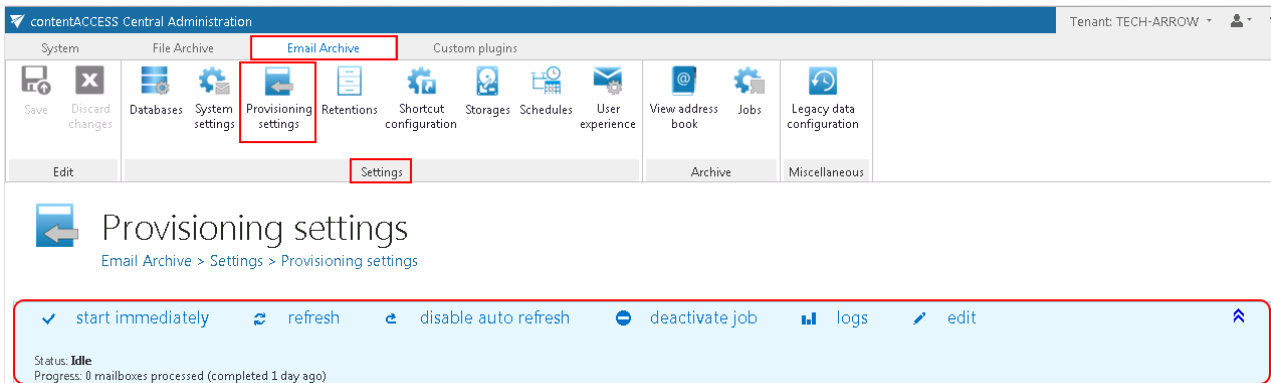 contentACCESS Central Administration
Tenant: TECH-ARROW
System File Archive Email Archive Custom plugins
Save Discard changes Databases System settings Provisioning settings Retentions Shortcut configuration Storages Schedules User experience View address book Jobs Legacy data configuration
Edit Settings Archive Miscellaneous
Provisioning settings
Email Archive > Settings > Provisioning settings
start immediately refresh disable auto refresh deactivate job logs edit
Status: Idle
Progress: 0 mailboxes processed (completed 1 day ago)